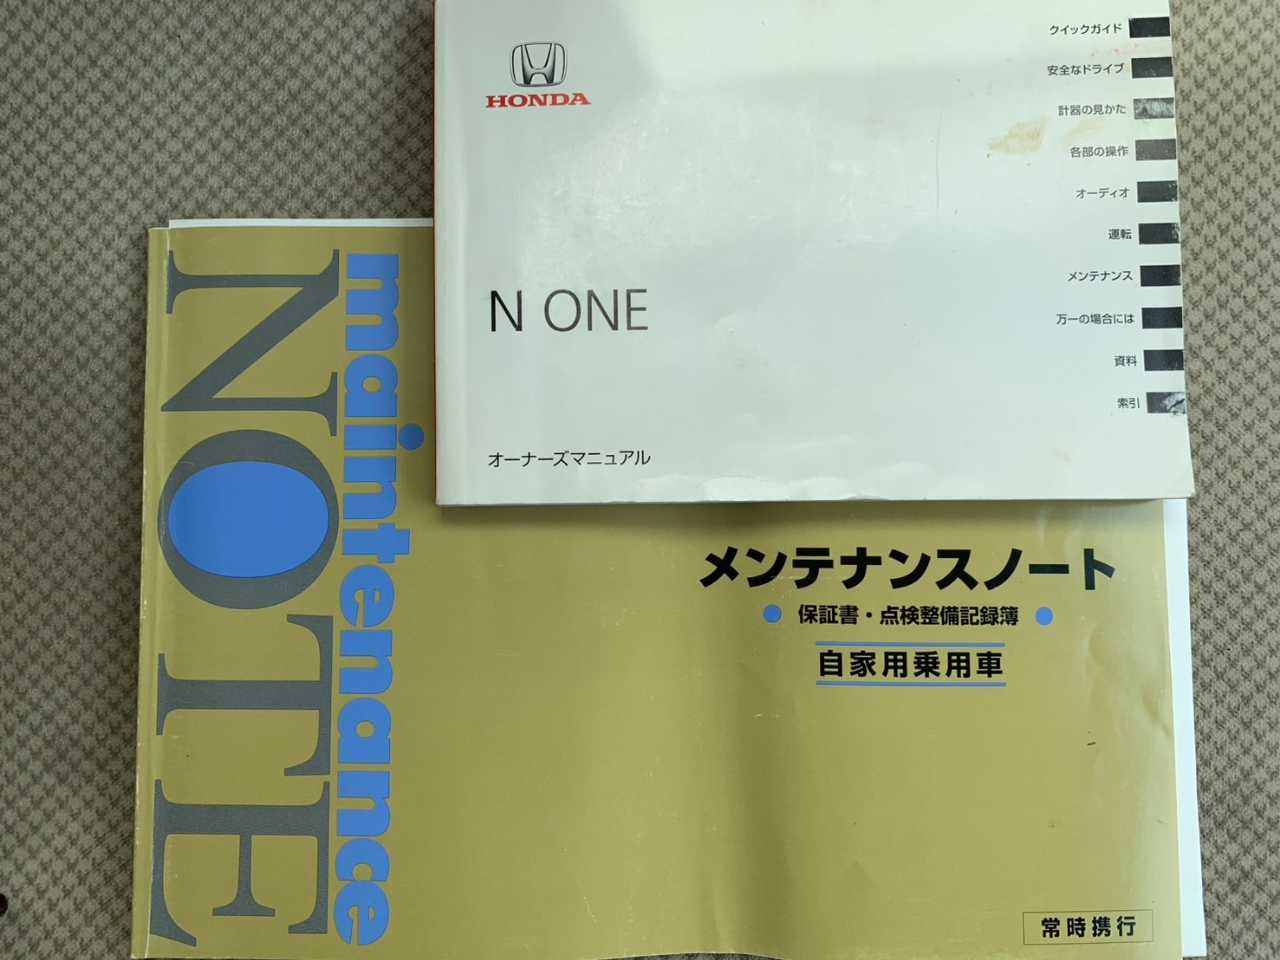 HONDA
N ONE
オーナーズマニュアル
クイックガイド
安全なドライブ
計器の見かた
各部の操作
オーディオ
運転
メンテナンス
万一の場合には
資料
索引
maintenance
NOTE
メンテナンスノート
保証書・点検整備記録簿
自家用乗用車
常時携行